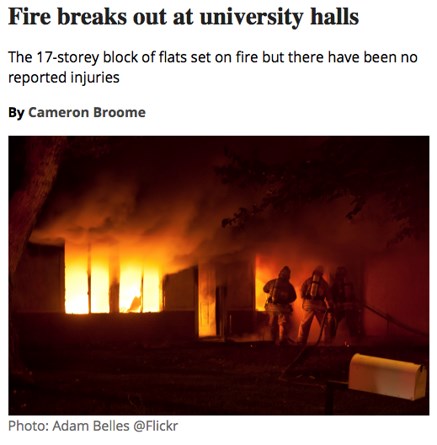 Fire breaks out at university halls
The 17-storey block of flats set on fire but there have been no
reported injuries
By Cameron Broome
Photo: Adam Belles @Flickr